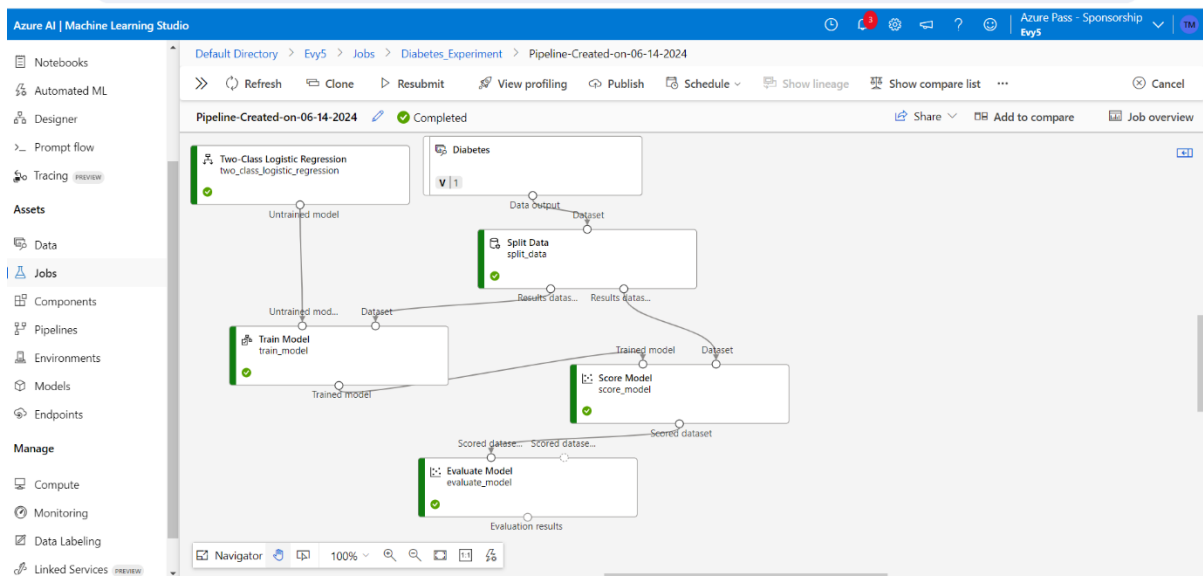 Azure AI | Machine Learning Studio
3
Azure Pass - Sponsorship
Evy5
TM
Notebooks
Automated ML
Designer
Prompt flow
Tracing PREVIEW
Assets
Data
Jobs
Components
Pipelines
Environments
Models
Endpoints
Manage
Compute
Monitoring
Data Labeling
Linked Services PREVIEW
Default Directory > Evy5 > Jobs > Diabetes_Experiment > Pipeline-Created-on-06-14-2024
Refresh Clone Resubmit View profiling Publish Schedule Show lineage Show compare list ... Cancel
Pipeline-Created-on-06-14-2024 Completed Share Add to compare Job overview
Two-Class Logistic Regression
two_class_logistic_regression
Untrained model
Diabetes
V 1
Data output
Dataset
Split Data
split_data
Results datas... Results datas...
Untrained mod... Dataset
Train Model
train_model
Trained model
Trained model Dataset
Score Model
score_model
Scored dataset
Scored datase... Scored datase...
Evaluate Model
evaluate_model
Evaluation results
Navigator 100% 1:1